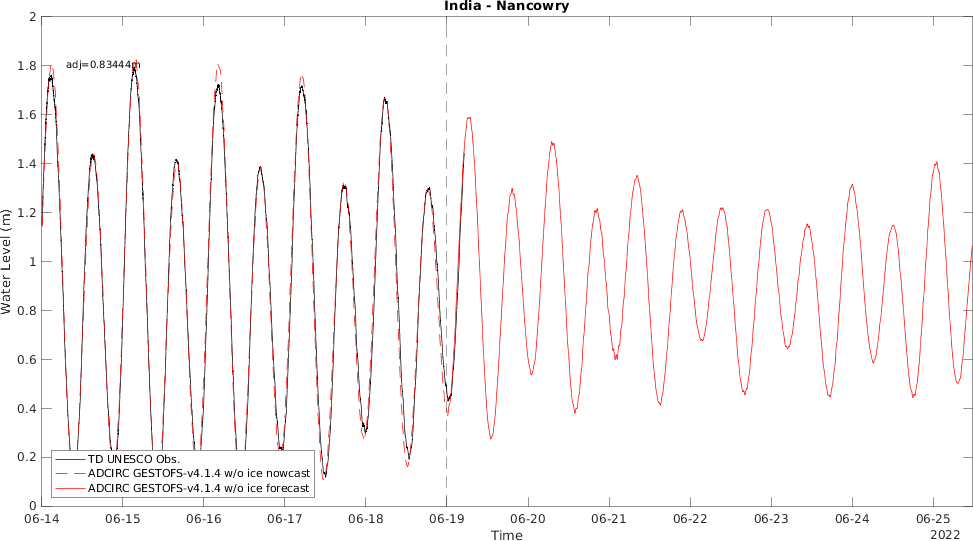 India - Nancowry
2
1.8
1.6
1.4
1.2
1
0.8
0.6
0.4
0.2
0
Water Level (m)
adj=0.83444m
TD UNESCO Obs.
ADCIRC GESTOFS-v4.1.4 w/o ice nowcast
ADCIRC GESTOFS-v4.1.4 w/o ice forecast
06-14 06-15 06-16 06-17 06-18 06-19 06-20 06-21 06-22 06-23 06-24 06-25
Time
2022